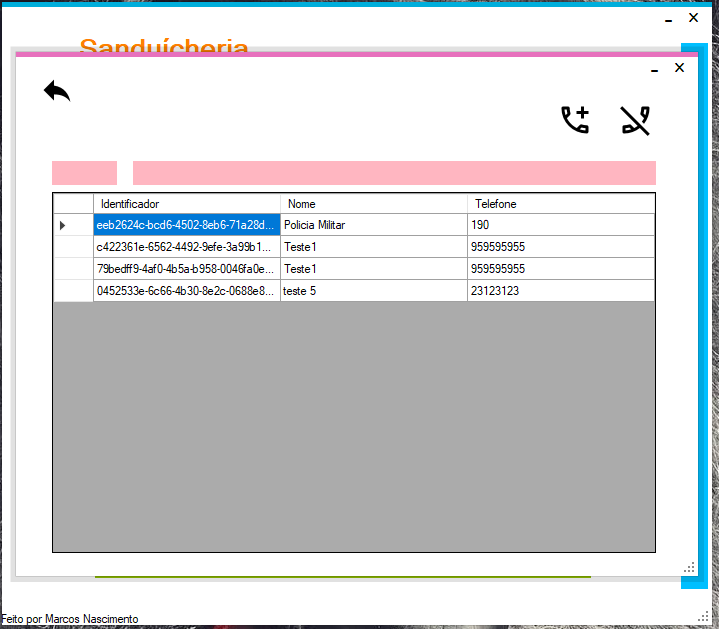 Sanduícheria
Identificador Nome Telefone
eeb2624c-bcd6-4502-8eb6-71a28d... Policia Militar 190
c422361e-6562-4492-9efe-3a99b1... Teste1 959595955
79bedff9-4af0-4b5a-b958-0046fa0e... Teste1 959595955
0452533e-6c66-4b30-8e2c-0688e8... teste 5 23123123
Feito por Marcos Nascimento